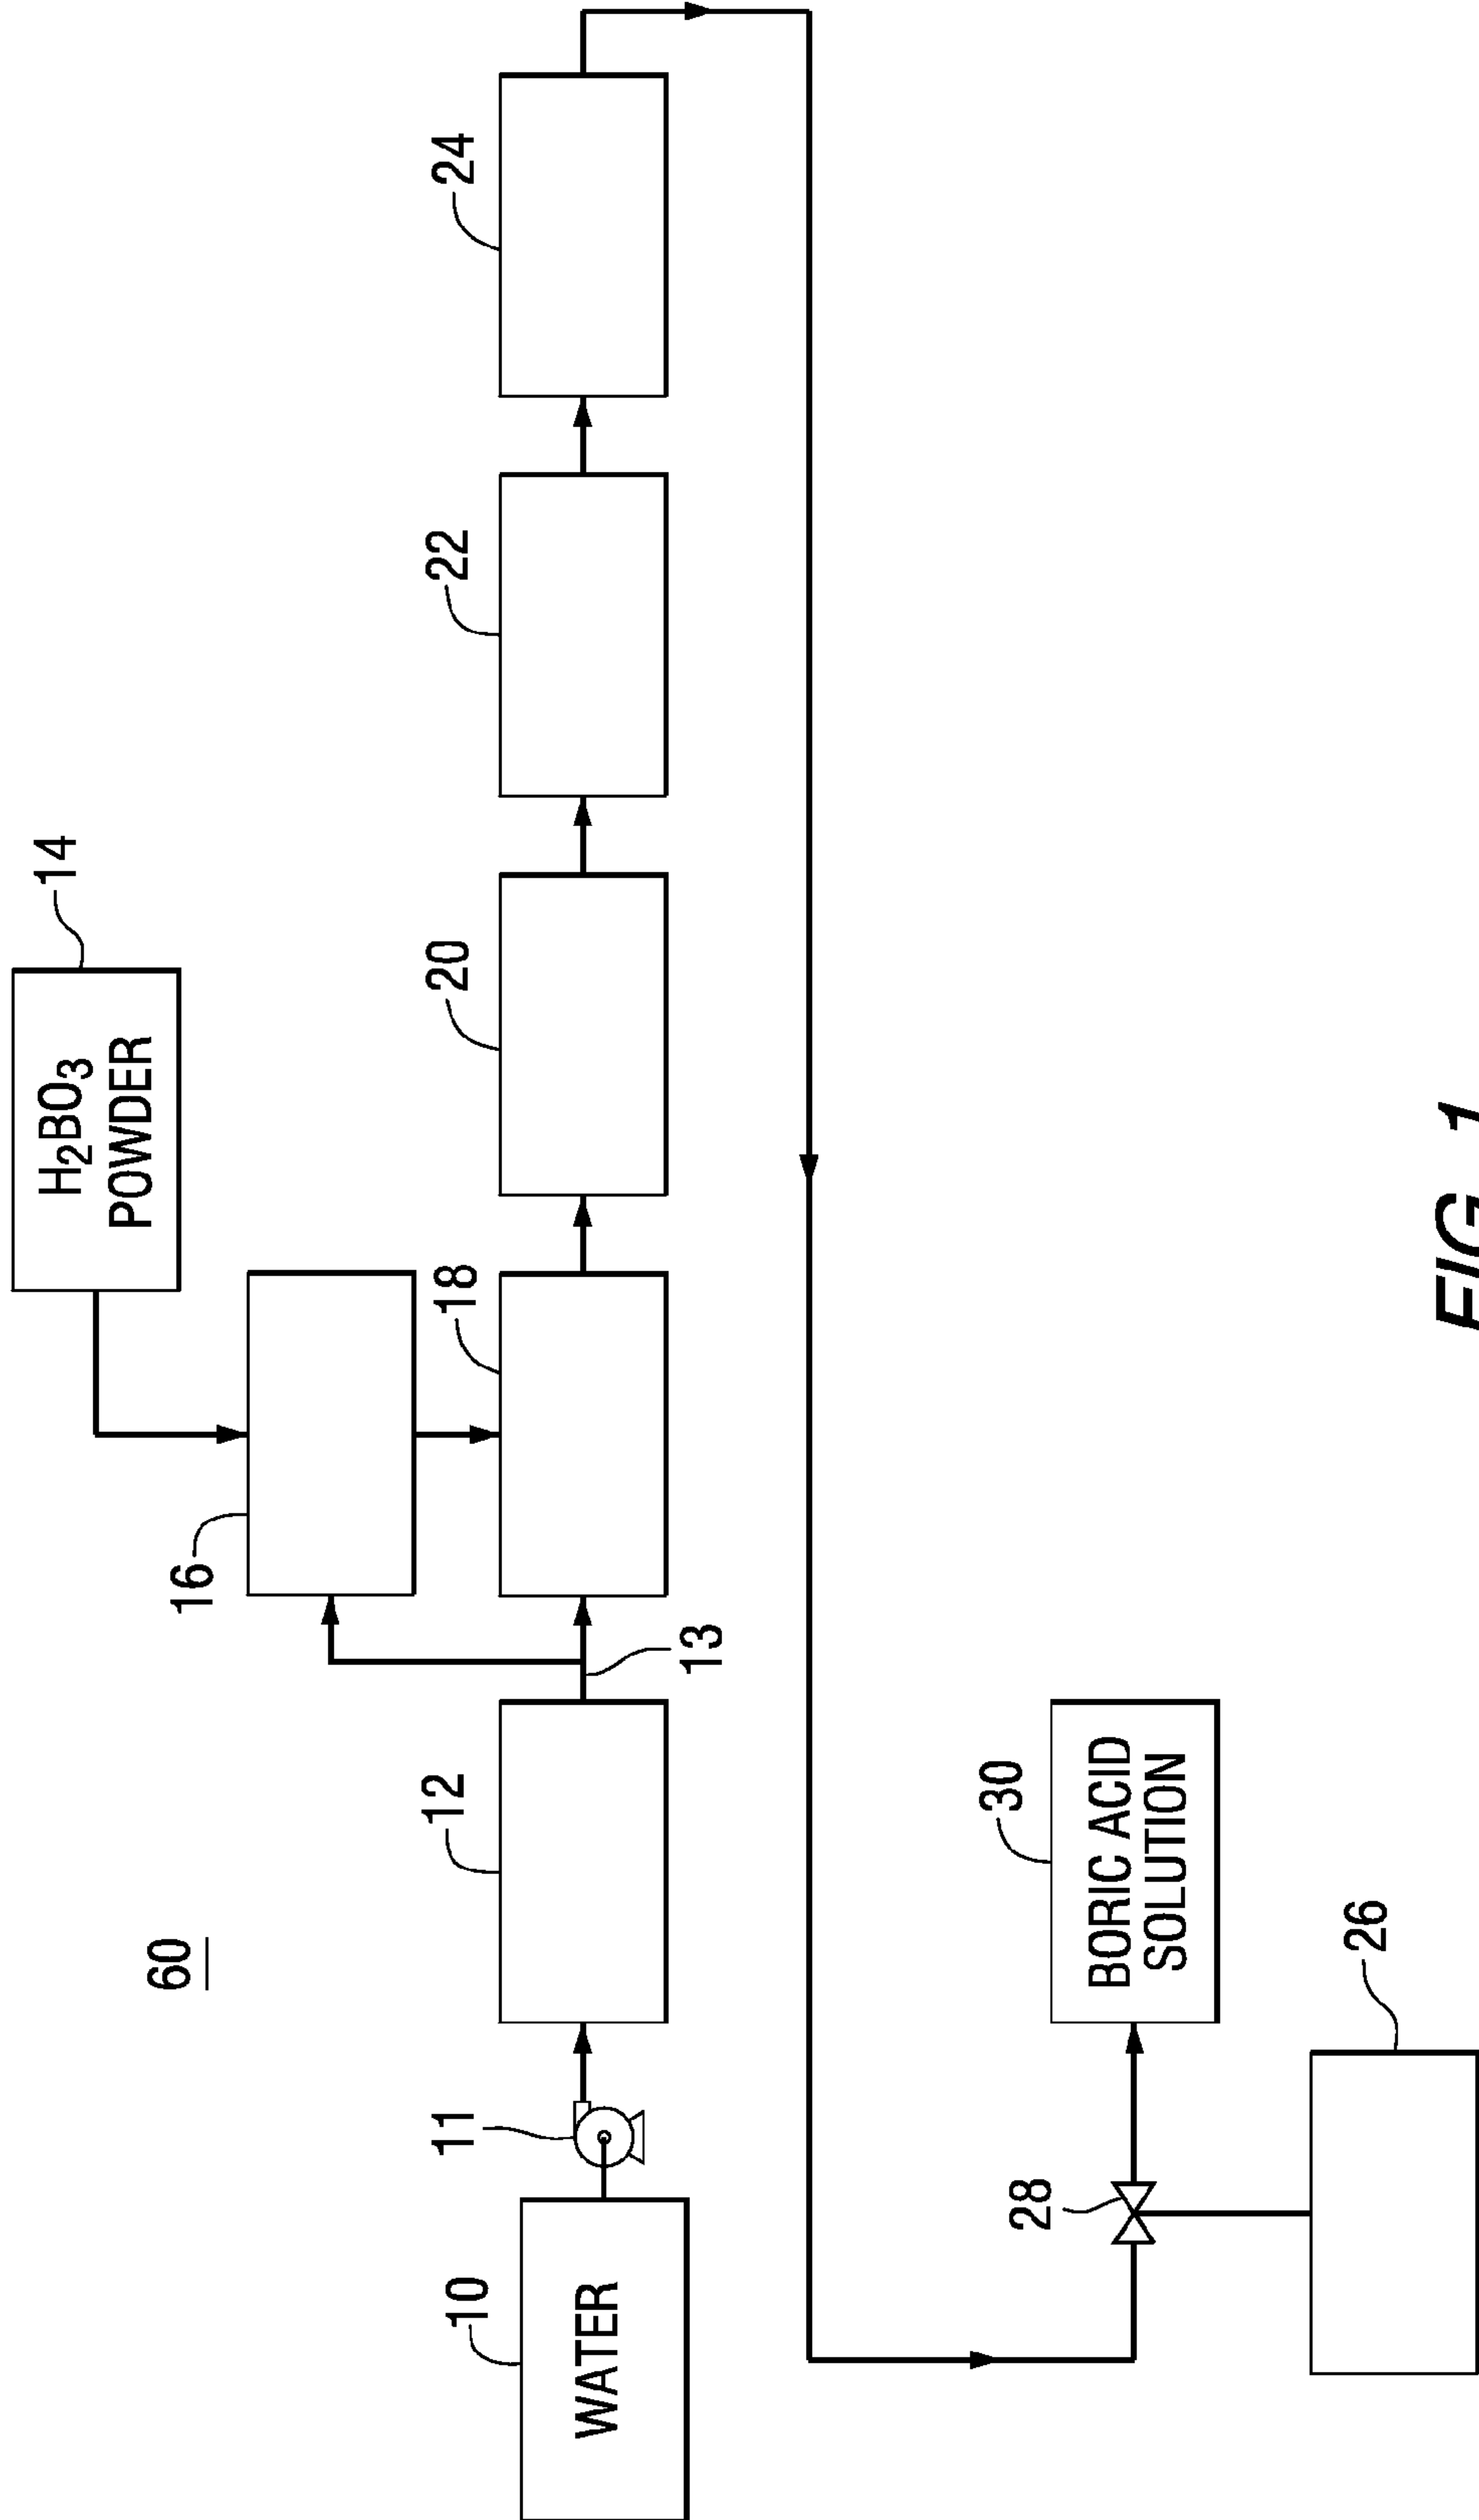 14
H₂BO₃
POWDER
60
16
10
11
12
18
20
22
24
WATER
13
30
28
BORIC ACID
SOLUTION
26
FIG 1